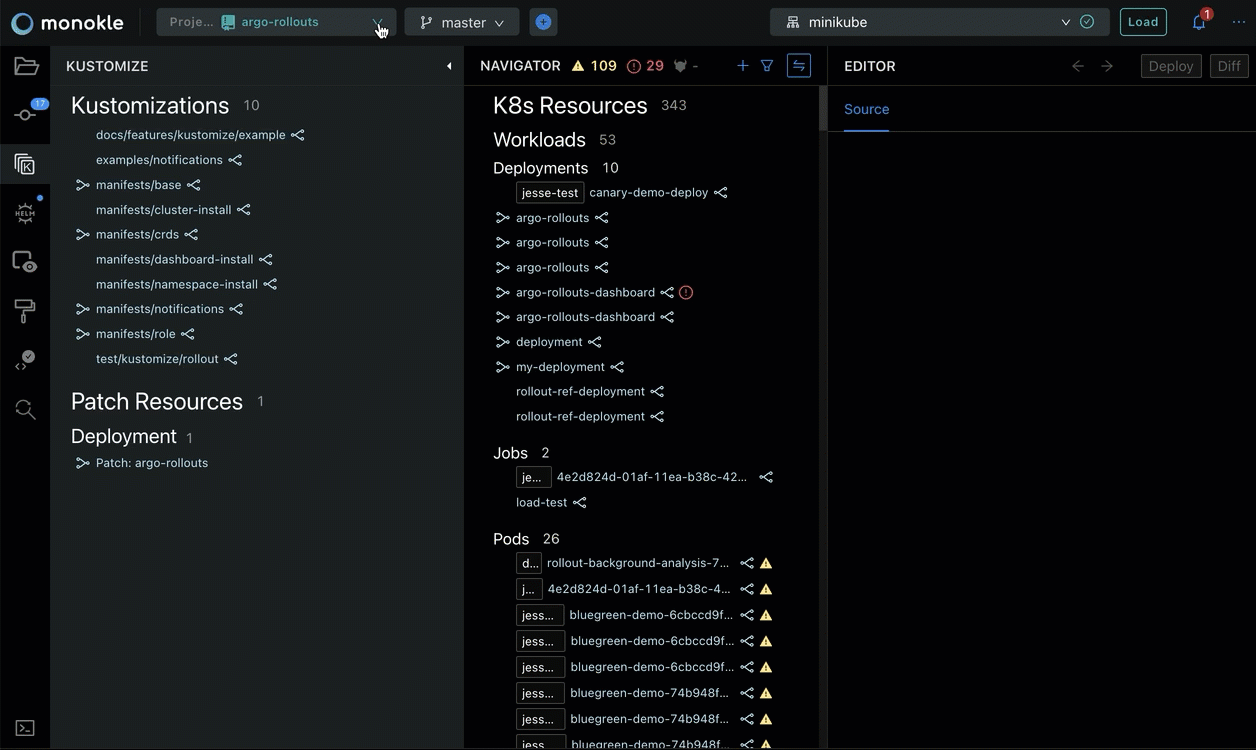 monokle Proje... argo-rollouts master minikube Load 1 ...
KUSTOMIZE
17
Kustomizations 10
docs/features/kustomize/example
examples/notifications
manifests/base
manifests/cluster-install
manifests/crds
manifests/dashboard-install
manifests/namespace-install
manifests/notifications
manifests/role
test/kustomize/rollout
Patch Resources 1
Deployment 1
Patch: argo-rollouts
HELM
NAVIGATOR 109 29 -
K8s Resources 343
Workloads 53
Deployments 10
jesse-test canary-demo-deploy
argo-rollouts
argo-rollouts
argo-rollouts
argo-rollouts-dashboard
argo-rollouts-dashboard
deployment
my-deployment
rollout-ref-deployment
rollout-ref-deployment
Jobs 2
je... 4e2d824d-01af-11ea-b38c-42...
load-test
Pods 26
d... rollout-background-analysis-7...
j... 4e2d824d-01af-11ea-b38c-4...
jess... bluegreen-demo-6cbccd9f...
jess... bluegreen-demo-6cbccd9f...
jess... bluegreen-demo-6cbccd9f...
jess... bluegreen-demo-74b948f...
jess... bluegreen-demo-74b948f...
jess... bluegreen-demo-74b948f...
EDITOR Deploy Diff
Source